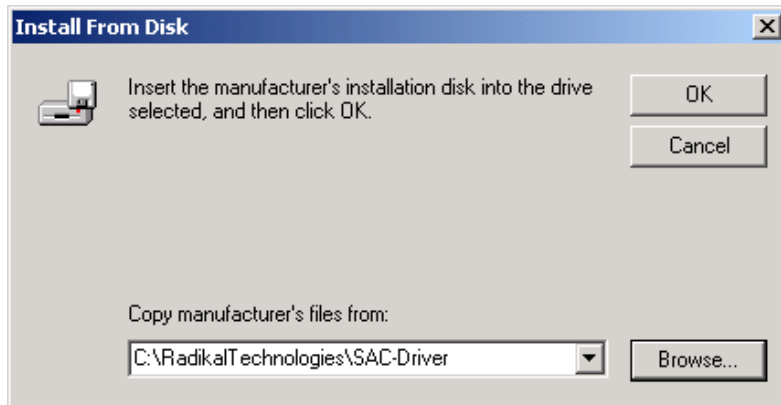 Install From Disk
Insert the manufacturer's installation disk into the drive
selected, and then click OK.
OK
Cancel
Copy manufacturer's files from:
C:\RadikalTechnologies\SAC-Driver
Browse...